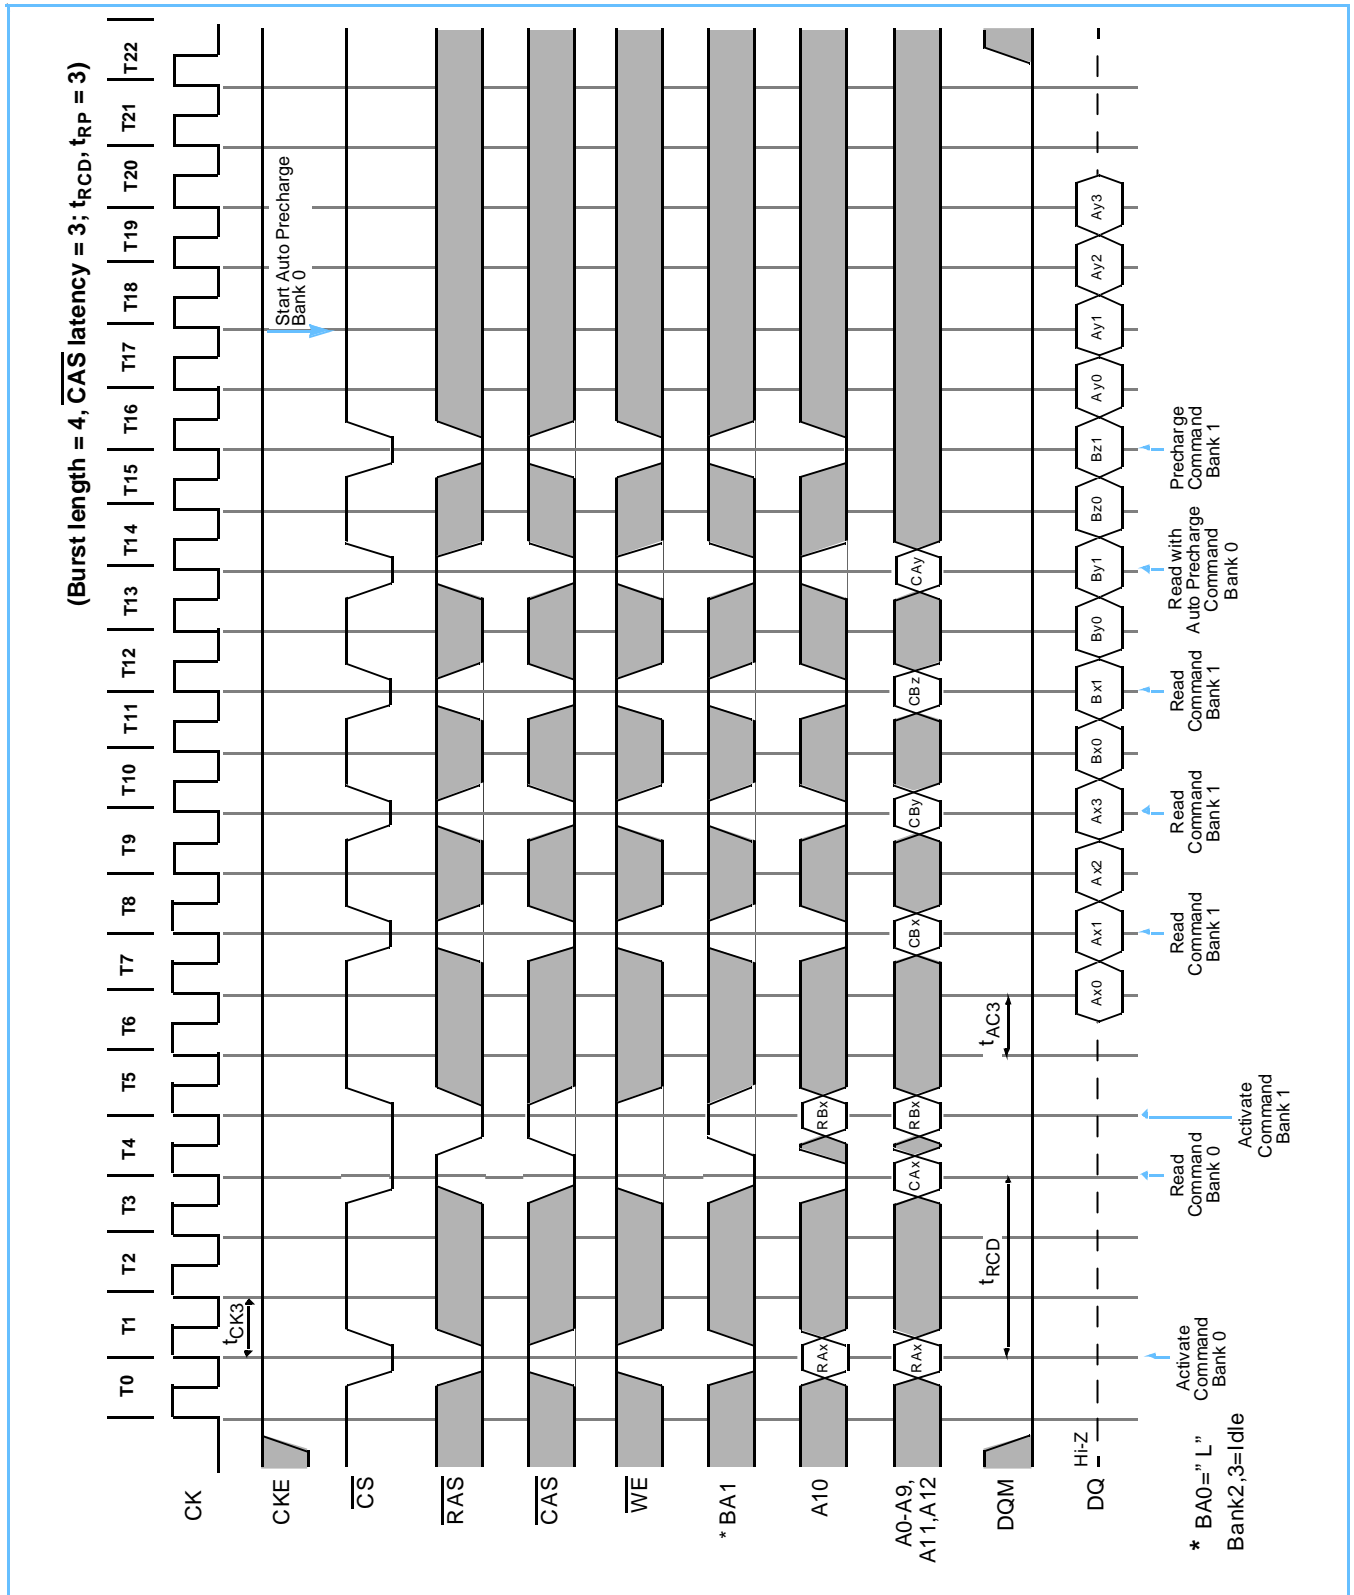 (Burst length = 4, CAS latency = 3; tRCD, tRP = 3)
T0 T1 T2 T3 T4 T5 T6 T7 T8 T9 T10 T11 T12 T13 T14 T15 T16 T17 T18 T19 T20 T21 T22
CK
tCK3
CKE
Start Auto Precharge
Bank 0
CS
RAS
CAS
WE
* BA1
A10
RAx RBx
A0-A9,
A11,A12
RAx CAx RBx CBx CBy CBz CAy
DQM
tRCD
tAC3
DQ
Hi-Z
Ax0 Ax1 Ax2 Ax3 Bx0 Bx1 By0 By1 Bz0 Bz1 Ay0 Ay1 Ay2 Ay3
Activate
Command
Bank 0
Read
Command
Bank 0
Activate
Command
Bank 1
Read
Command
Bank 1
Read
Command
Bank 1
Read
Command
Bank 1
Read with
Auto Precharge
Command
Bank 0
Precharge
Command
Bank 1
* BA0=" L"
Bank2,3=Idle